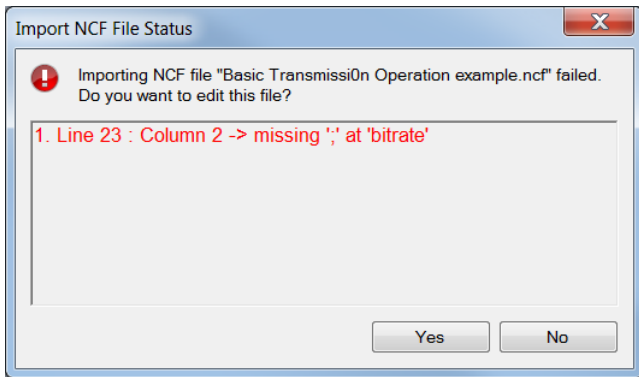 Import NCF File Status
X
Importing NCF file "Basic Transmissi0n Operation example.ncf" failed.
Do you want to edit this file?
1. Line 23 : Column 2 -> missing ';' at 'bitrate'
Yes No